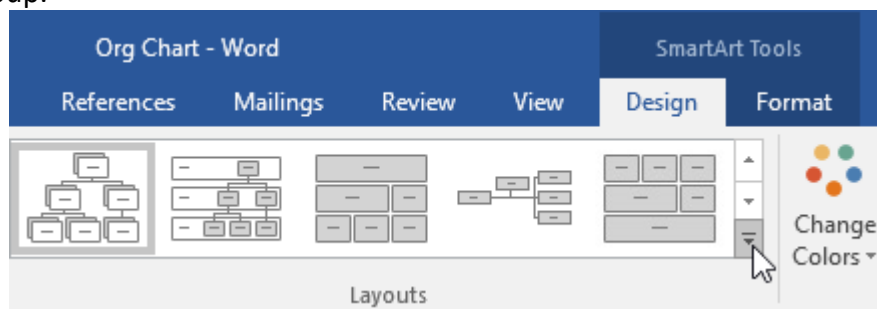 Org Chart - Word
SmartArt Tools
References Mailings Review View Design Format
Change
Colors
Layouts